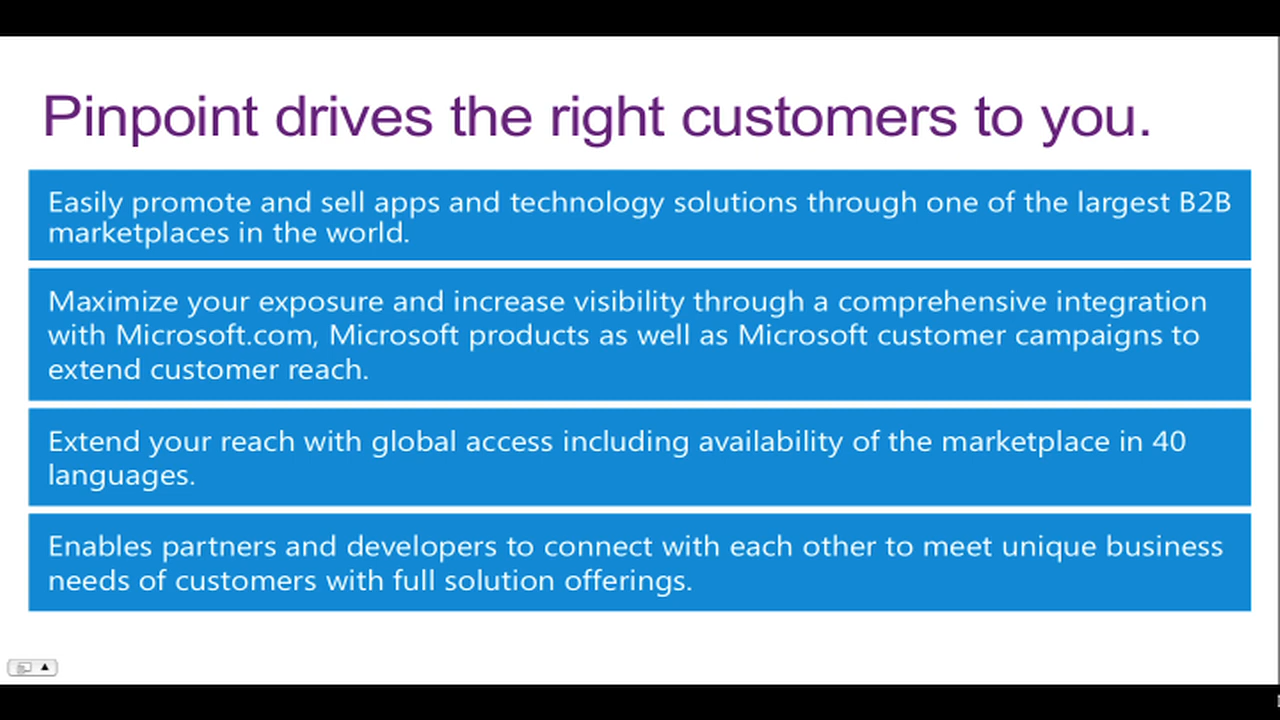 Pinpoint drives the right customers to you.
Easily promote and sell apps and technology solutions through one of the largest B2B
marketplaces in the world.
Maximize your exposure and increase visibility through a comprehensive integration
with Microsoft.com, Microsoft products as well as Microsoft customer campaigns to
extend customer reach.
Extend your reach with global access including availability of the marketplace in 40
languages.
Enables partners and developers to connect with each other to meet unique business
needs of customers with full solution offerings.